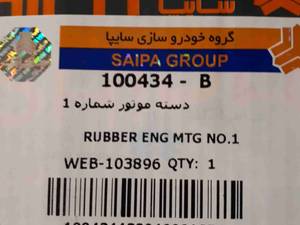 سایپا
گروه خودرو سازی سایپا
SAIPA GROUP
100434 - B
دسته موتور شماره 1
RUBBER ENG MTG NO.1
WEB-103896 QTY: 1